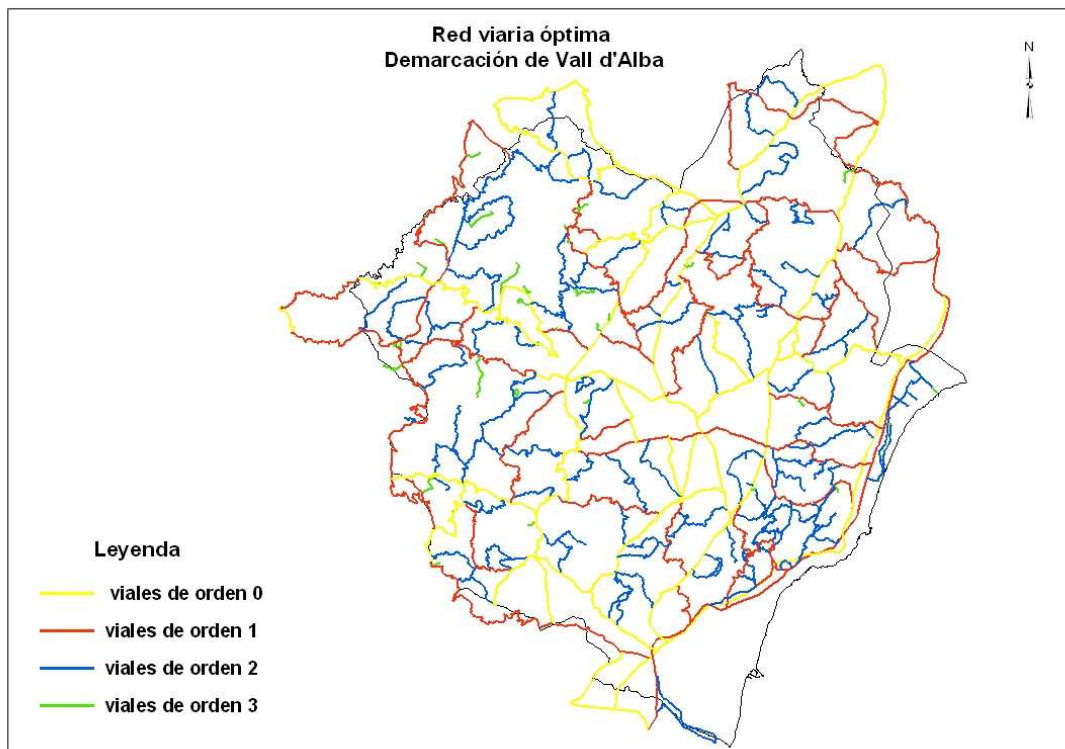 Red viaria óptima
Demarcación de Vall d'Alba
N
Leyenda
viales de orden 0
viales de orden 1
viales de orden 2
viales de orden 3